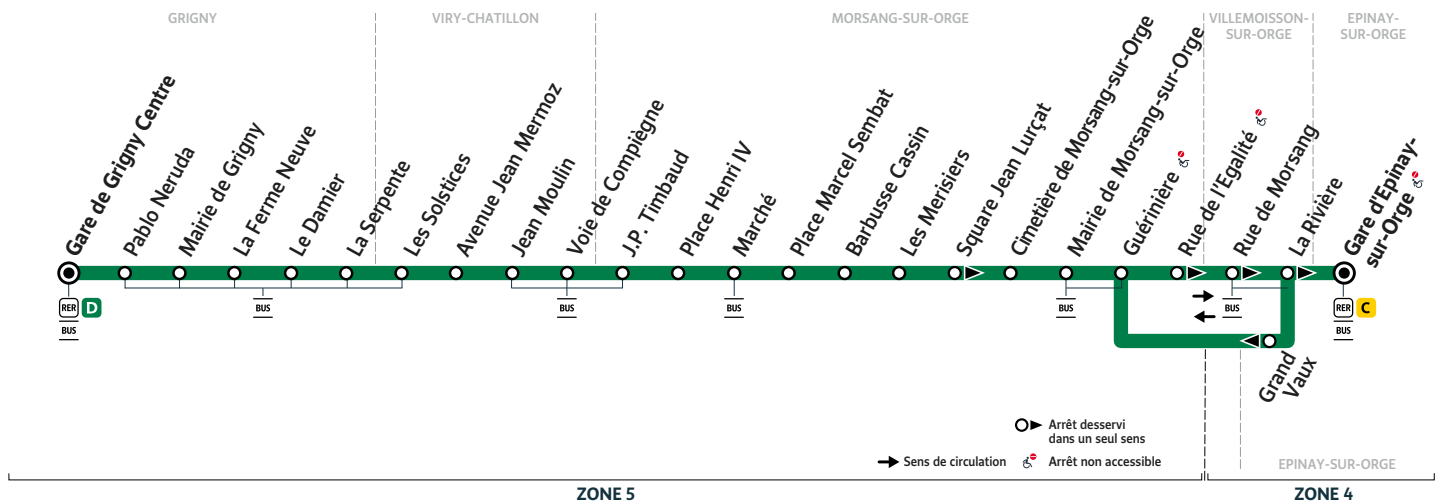 GRIGNY
VIRY-CHATILLON
MORSANG-SUR-ORGE
VILLEMOISSON-
SUR-ORGE
EPINAY-
SUR-ORGE
Gare de Grigny Centre
Pablo Neruda
Mairie de Grigny
La Ferme Neuve
Le Damier
La Serpente
Les Solstices
Avenue Jean Mermoz
Jean Moulin
Voie de Compiègne
J.P. Timbaud
Place Henri IV
Marché
Place Marcel Sembat
Barbusse Cassin
Les Merisiers
Square Jean Lurçat
Cimetière de Morsang-sur-Orge
Mairie de Morsang-sur-Orge
Guérinière
Rue de l'Egalité
Rue de Morsang
La Rivière
Gare d'Epinay-
sur-Orge
RER D
BUS
BUS
BUS
BUS
BUS
BUS
RER C
BUS
Grand
Vaux
Arrêt desservi
dans un seul sens
Sens de circulation
Arrêt non accessible
EPINAY-SUR-ORGE
ZONE 5
ZONE 4